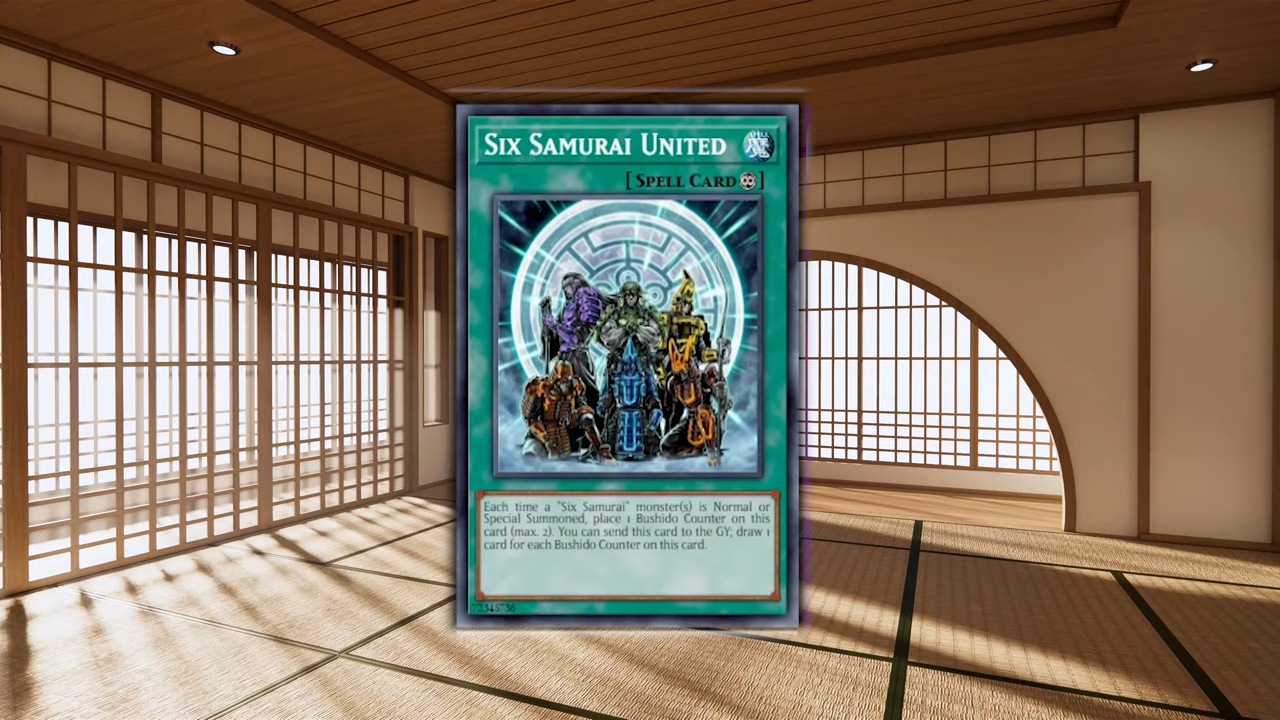 Six Samurai United
[Spell Card]
Each time a "Six Samurai" monster(s) is Normal or
Special Summoned, place 1 Bushido Counter on this
card (max. 2). You can send this card to the GY; draw 1
card for each Bushido Counter on this card.
72345736